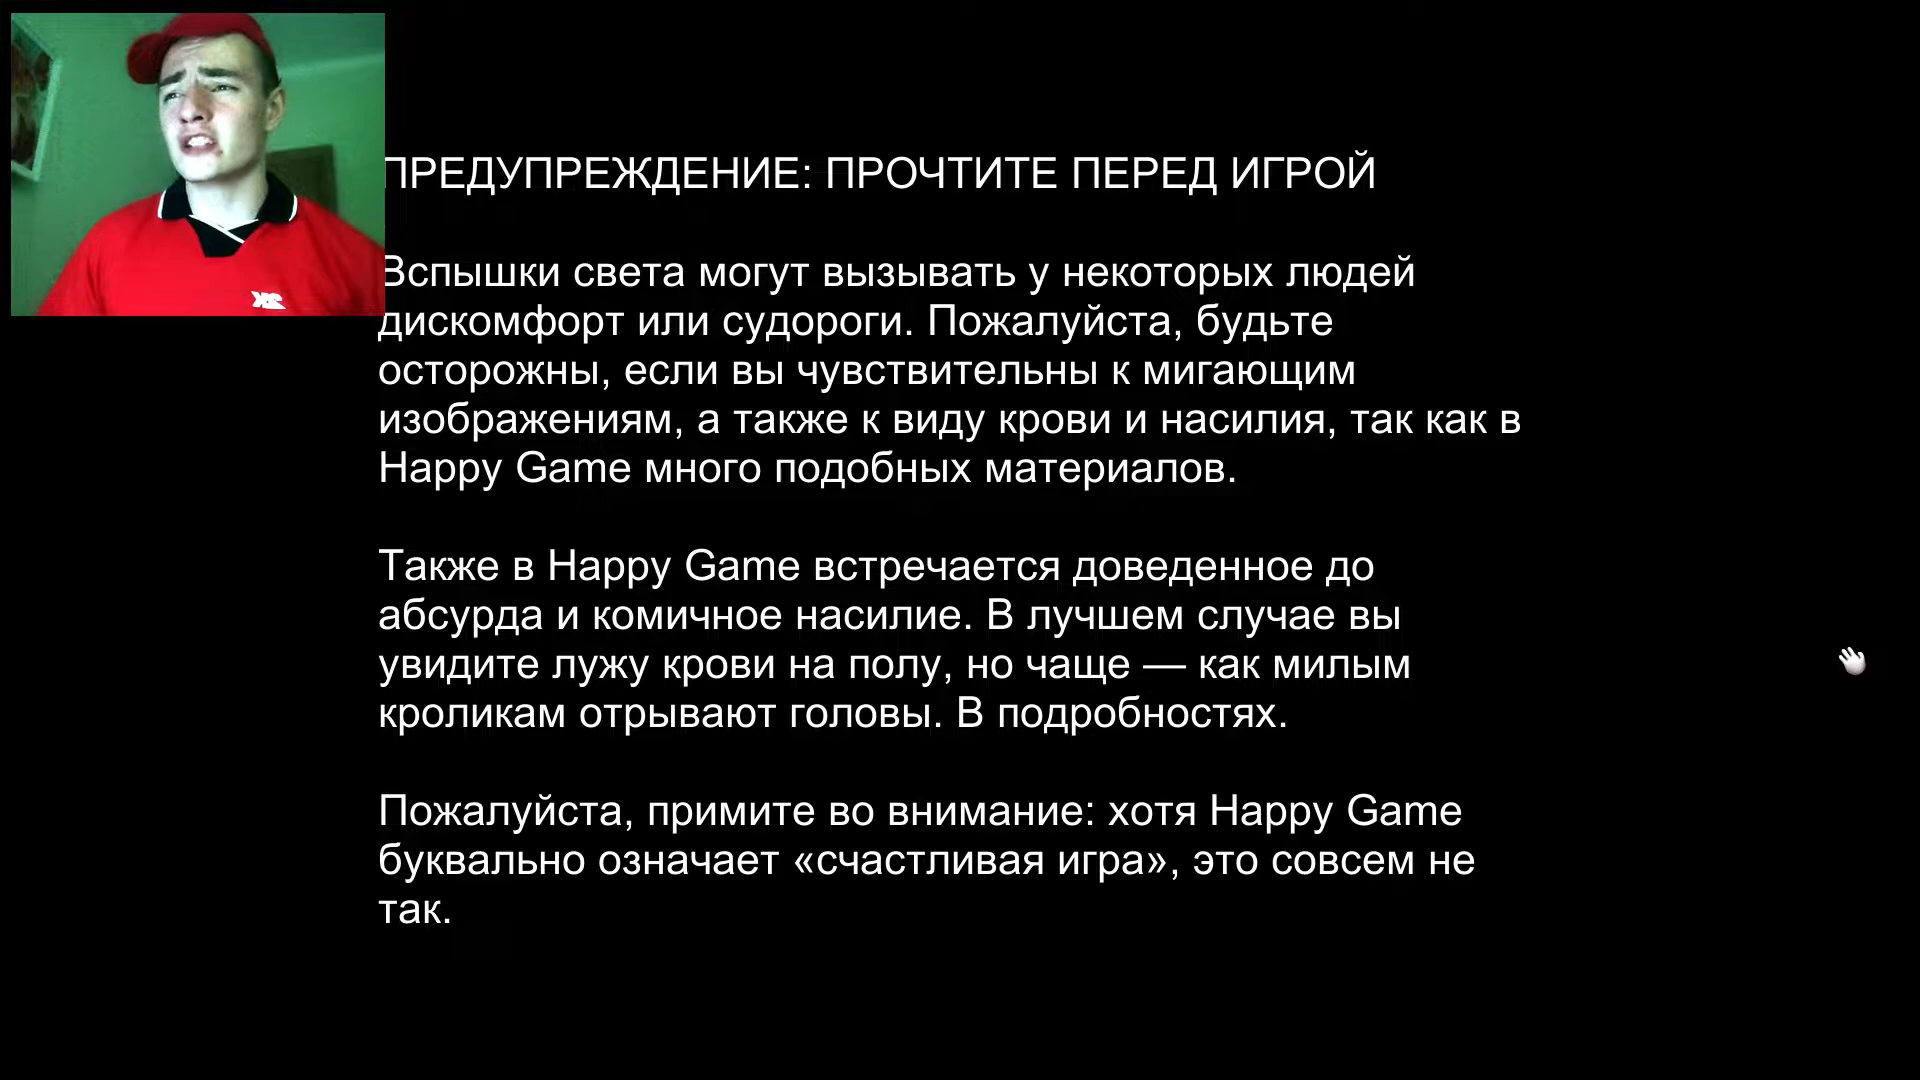 ПРЕДУПРЕЖДЕНИЕ: ПРОЧТИТЕ ПЕРЕД ИГРОЙ
Вспышки света могут вызывать у некоторых людей
дискомфорт или судороги. Пожалуйста, будьте
осторожны, если вы чувствительны к мигающим
изображениям, а также к виду крови и насилия, так как в
Happy Game много подобных материалов.
Также в Happy Game встречается доведенное до
абсурда и комичное насилие. В лучшем случае вы
увидите лужу крови на полу, но чаще — как милым
кроликам отрывают головы. В подробностях.
Пожалуйста, примите во внимание: хотя Happy Game
буквально означает «счастливая игра», это совсем не
так.